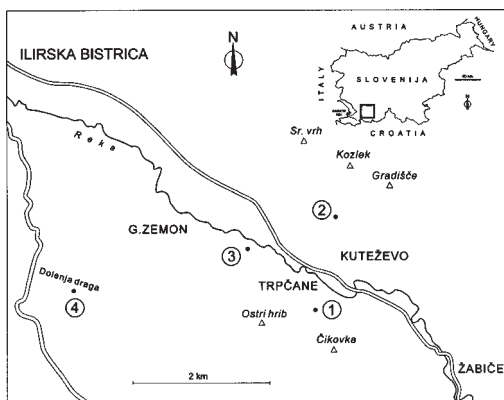 AUSTRIA
HUNGARY
ILIRSKA BISTRICA
N
ITALY
SLOVENIJA
N
CROATIA
Reka
Sr. vrh
Kozlek
Gradišče
2
G.ZEMON
3
KUTEŽEVO
Dolenja draga
TRPČANE
4
1
Ostri hrib
Čikovka
ŽABIČE
2 km